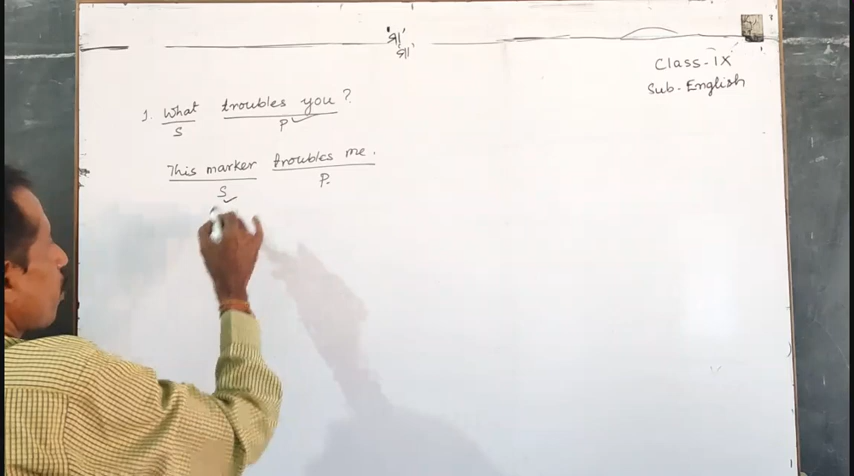 श्री
श्री
Class-IX
Sub. English
1. What troubles you?
S P
This marker troubles me.
S P.